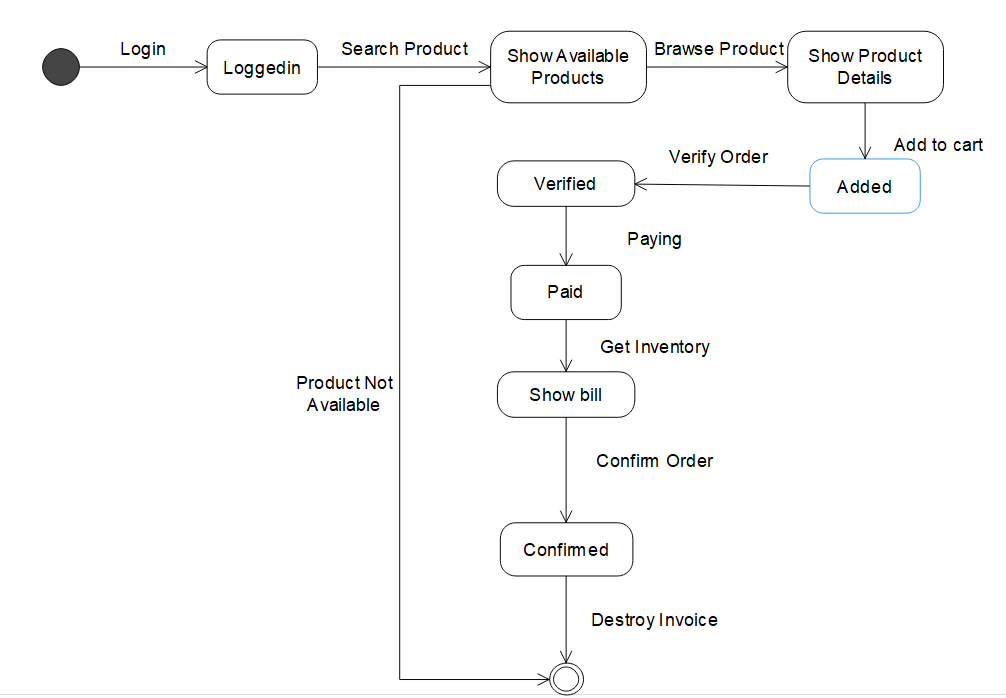 Login
Loggedin
Search Product
Show Available
Products
Brawse Product
Show Product
Details
Add to cart
Added
Verify Order
Verified
Paying
Paid
Get Inventory
Show bill
Product Not
Available
Confirm Order
Confirmed
Destroy Invoice